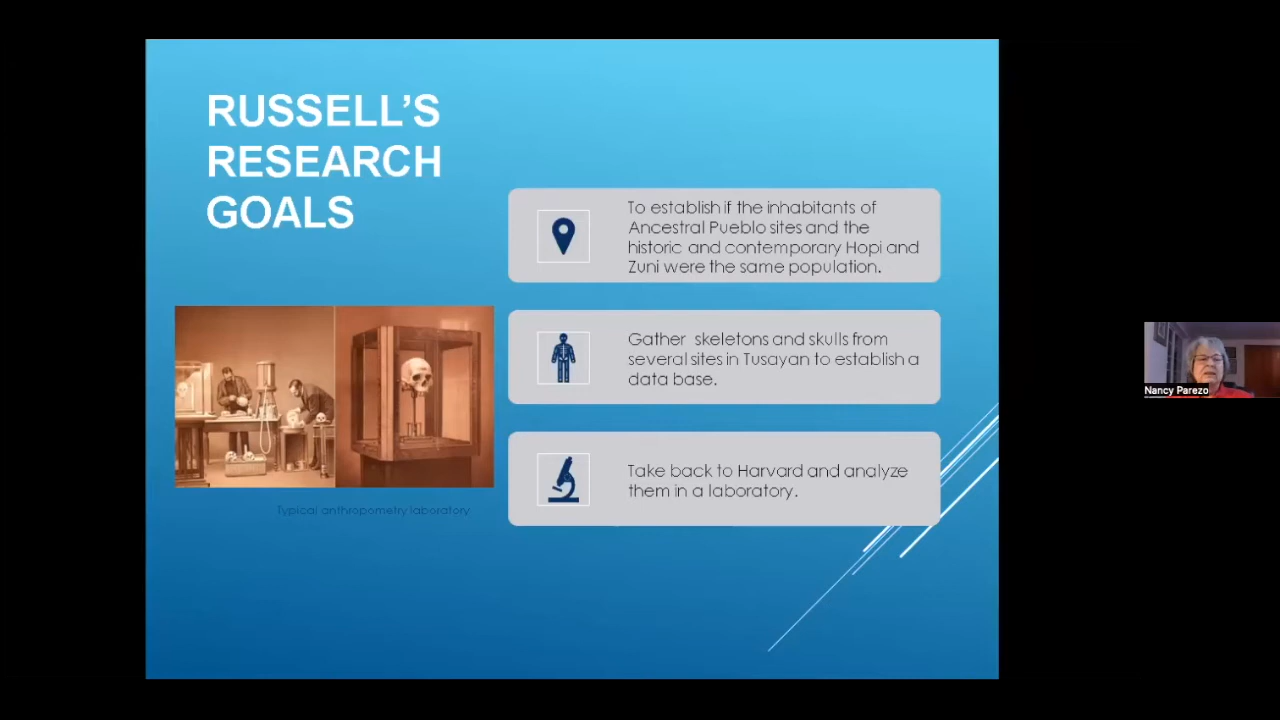 RUSSELL'S
RESEARCH
GOALS
To establish if the inhabitants of
Ancestral Pueblo sites and the
historic and contemporary Hopi and
Zuni were the same population.
Gather skeletons and skulls from
several sites in Tusayan to establish a
data base.
Take back to Harvard and analyze
them in a laboratory.
Typical anthropometry laboratory
Nancy Parezo